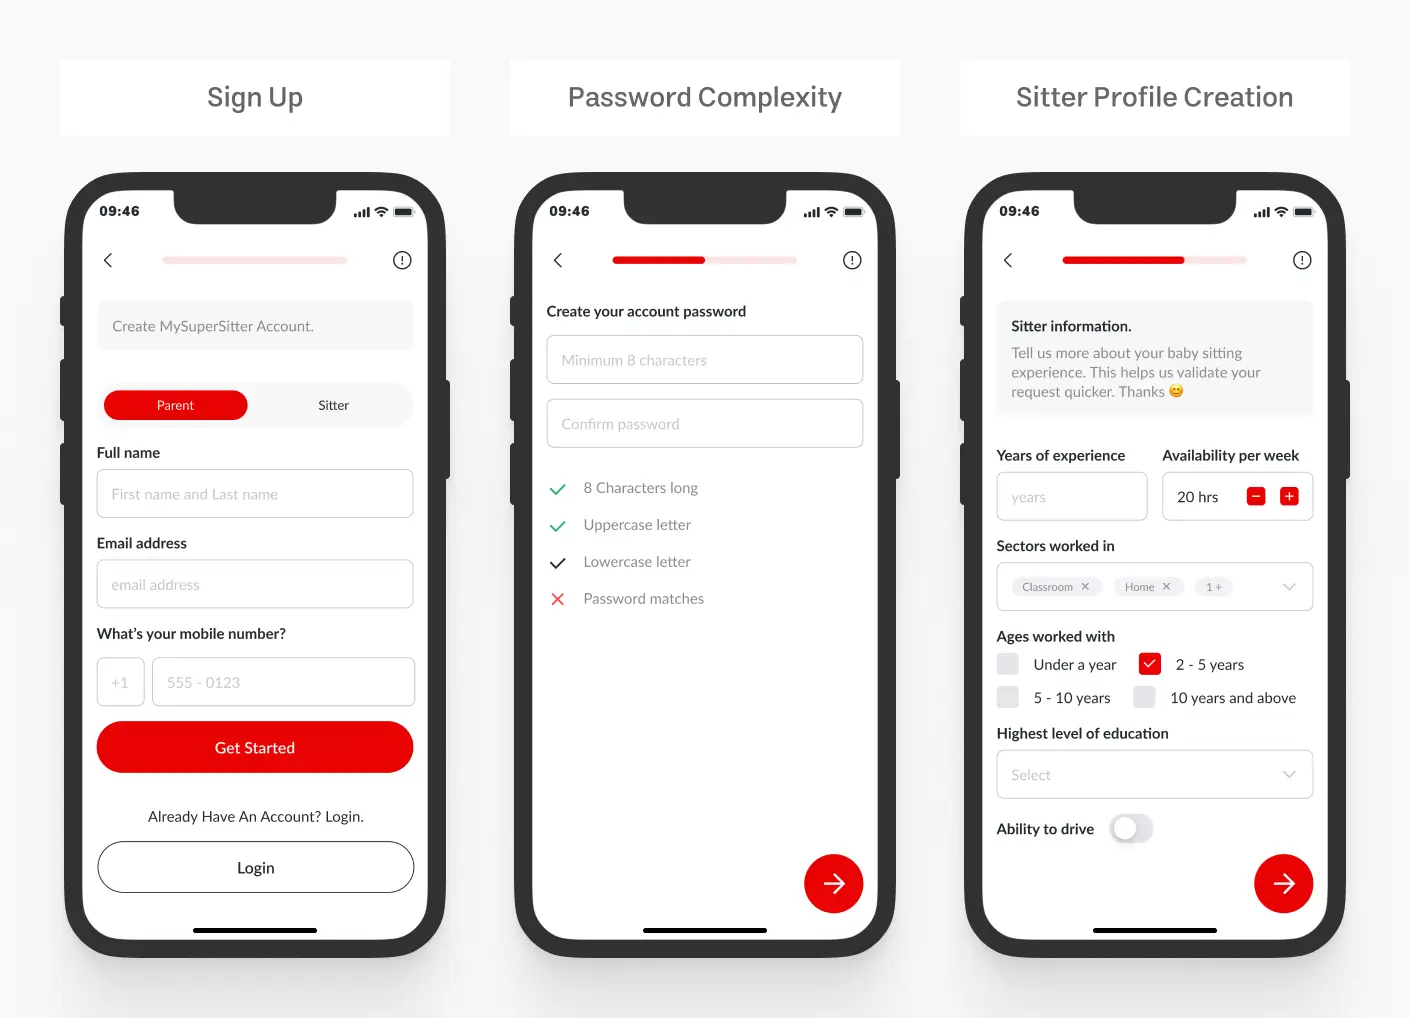 Sign Up
09:46
Create MySuperSitter Account.
Parent Sitter
Full name
First name and Last name
Email address
email address
What's your mobile number?
+1 555 - 0123
Get Started
Already Have An Account? Login.
Login
Password Complexity
09:46
Create your account password
Minimum 8 characters
Confirm password
8 Characters long
Uppercase letter
Lowercase letter
Password matches
Sitter Profile Creation
09:46
Sitter information.
Tell us more about your baby sitting
experience. This helps us validate your
request quicker. Thanks 😊
Years of experience Availability per week
years 20 hrs
Sectors worked in
Classroom Home 1 +
Ages worked with
Under a year 2 - 5 years
5 - 10 years 10 years and above
Highest level of education
Select
Ability to drive